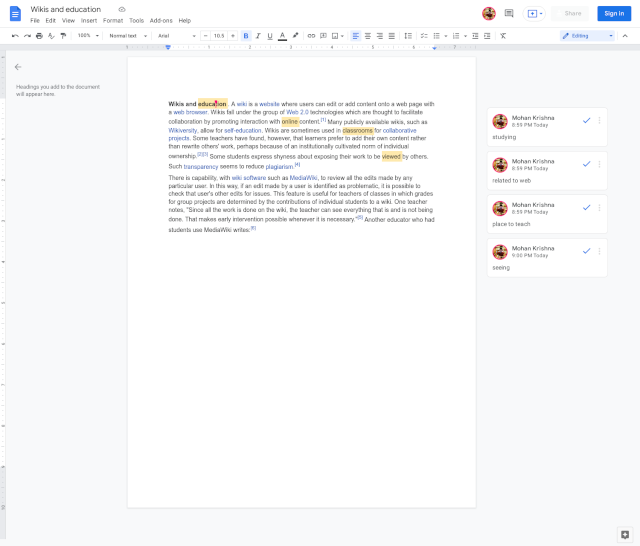 Wikis and education
File Edit View Insert Format Tools Add-ons Help
Share
Sign in
100% Normal text Arial 10.5 B I U A Editing
Headings you add to the document
will appear here.
Wikis and education. A wiki is a website where users can edit or add content onto a web page with
a web browser. Wikis fall under the group of Web 2.0 technologies which are thought to facilitate
collaboration by promoting interaction with online content.[1] Many publicly available wikis, such as
Wikiversity, allow for self-education. Wikis are sometimes used in classrooms for collaborative
projects. Some teachers have found, however, that learners prefer to add their own content rather
than rewrite others' work, perhaps because of an institutionally cultivated norm of individual
ownership.[2][3] Some students express shyness about exposing their work to be viewed by others.
Such transparency seems to reduce plagiarism.[4]
There is capability, with wiki software such as MediaWiki, to review all the edits made by any
particular user. In this way, if an edit made by a user is identified as problematic, it is possible to
check that user's other edits for issues. This feature is useful for teachers of classes in which grades
for group projects are determined by the contributions of individual students to a wiki. One teacher
notes, "Since all the work is done on the wiki, the teacher can see everything that is and is not being
done. That makes early intervention possible whenever it is necessary."[5] Another educator who had
students use MediaWiki writes:[6]
Mohan Krishna
8:59 PM Today
studying
Mohan Krishna
8:59 PM Today
related to web
Mohan Krishna
8:59 PM Today
place to teach
Mohan Krishna
9:00 PM Today
seeing